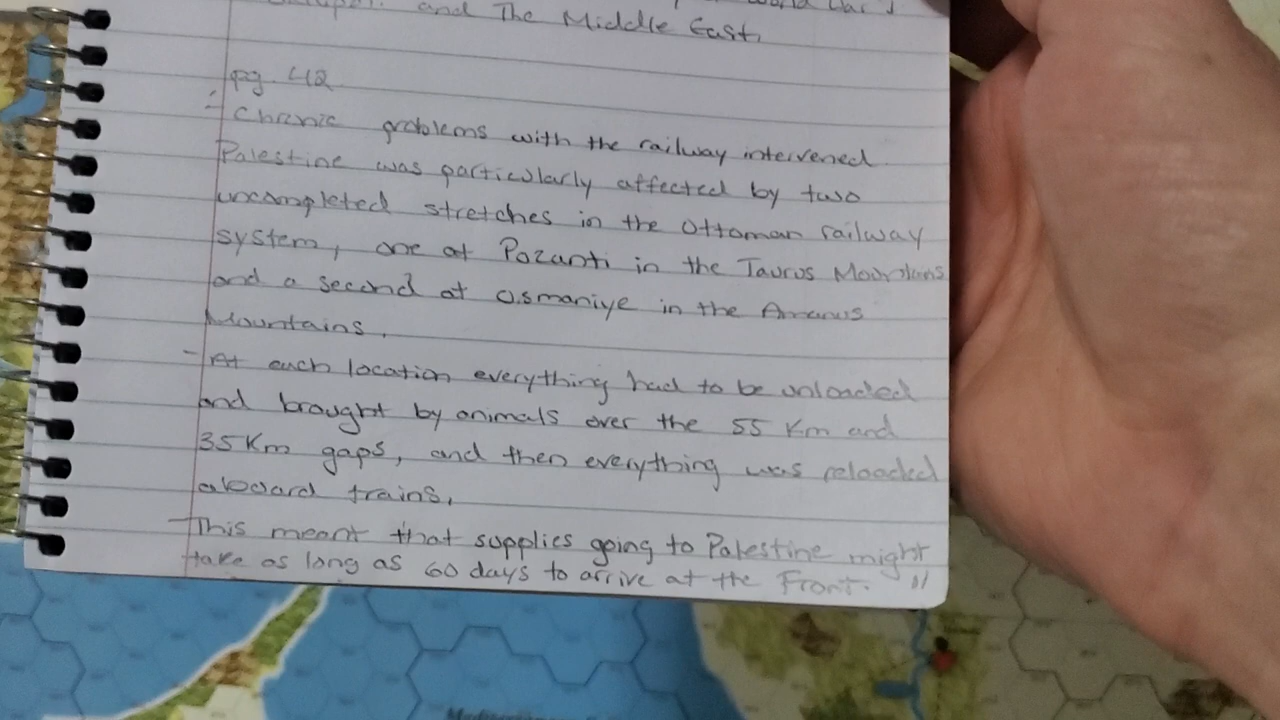 and The Middle East.
pg. 42
" Chronic problems with the railway intervened
Palestine was particularly affected by two
uncompleted stretches in the Ottoman railway
system, one at Pozanti in the Taurus Mountains
and a second at Osmaniye in the Amanus
Mountains.
- At each location everything had to be unloaded
and brought by animals over the 55 Km and
35 Km gaps, and then everything was reloaded
aboard trains.
- This meant that supplies going to Palestine might
take as long as 60 days to arrive at the Front. "